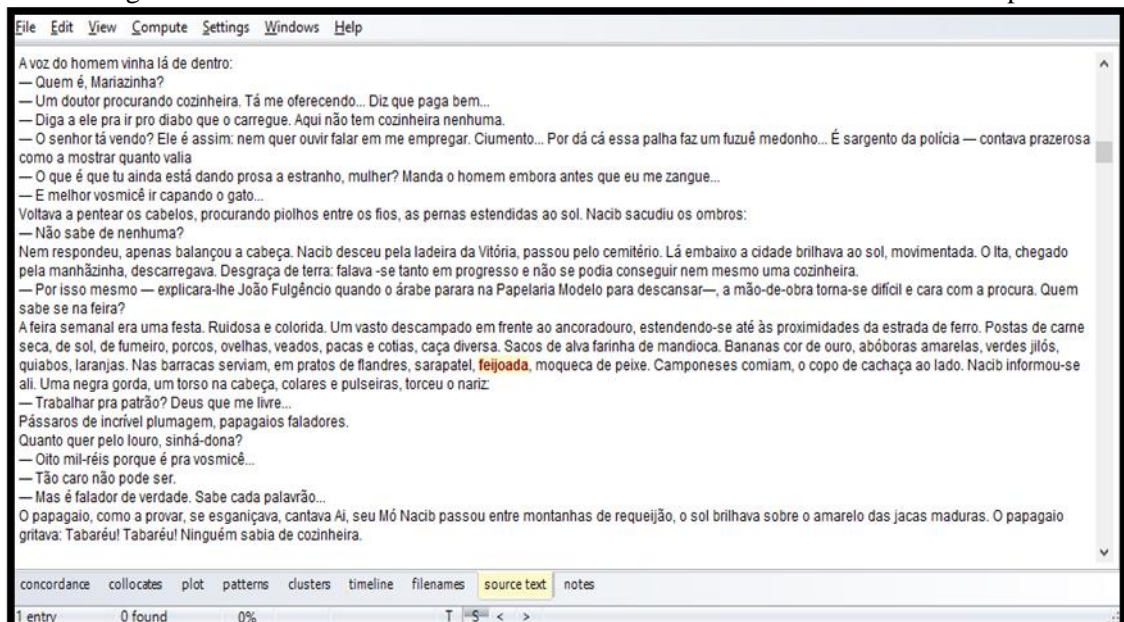 File Edit View Compute Settings Windows Help
A voz do homem vinha lá de dentro:
— Quem é, Mariazinha?
— Um doutor procurando cozinheira. Tá me oferecendo... Diz que paga bem...
— Diga a ele pra ir pro diabo que o carregue. Aqui não tem cozinheira nenhuma.
— O senhor tá vendo? Ele é assim: nem quer ouvir falar em me empregar. Ciumento... Por dá cá essa palha faz um fuzuê medonho... É sargento da polícia — contava prazerosa
como a mostrar quanto valia
— O que é que tu ainda está dando prosa a estranho, mulher? Manda o homem embora antes que eu me zangue...
— E melhor vosmicê ir capando o gato...
Voltava a pentear os cabelos, procurando piolhos entre os fios, as pernas estendidas ao sol. Nacib sacudiu os ombros:
— Não sabe de nenhuma?
Nem respondeu, apenas balançou a cabeça. Nacib desceu pela ladeira da Vitória, passou pelo cemitério. Lá embaixo a cidade brilhava ao sol, movimentada. O Ita, chegado
pela manhãzinha, descarregava. Desgraça de terra: falava -se tanto em progresso e não se podia conseguir nem mesmo uma cozinheira.
— Por isso mesmo — explicara-lhe João Fulgêncio quando o árabe parara na Papelaria Modelo para descansar—, a mão-de-obra torna-se difícil e cara com a procura. Quem
sabe se na feira?
A feira semanal era uma festa. Ruidosa e colorida. Um vasto descampado em frente ao ancoradouro, estendendo-se até às proximidades da estrada de ferro. Postas de carne
seca, de sol, de fumeiro, porcos, ovelhas, veados, pacas e cotias, caça diversa. Sacos de alva farinha de mandioca. Bananas cor de ouro, abóboras amarelas, verdes jilós,
quiabos, laranjas. Nas barracas serviam, em pratos de flandres, sarapatel, feijoada, moqueca de peixe. Camponeses comiam, o copo de cachaça ao lado. Nacib informou-se
ali. Uma negra gorda, um torso na cabeça, colares e pulseiras, torceu o nariz:
— Trabalhar pra patrão? Deus que me livre...
Pássaros de incrível plumagem, papagaios faladores.
Quanto quer pelo louro, sinhá-dona?
— Oito mil-réis porque é pra vosmicê...
— Tão caro não pode ser.
— Mas é falador de verdade. Sabe cada palavrão...
O papagaio, como a provar, se esganiçava, cantava Ai, seu Mó Nacib passou entre montanhas de requeijão, o sol brilhava sobre o amarelo das jacas maduras. O papagaio
gritava: Tabaréu! Tabaréu! Ninguém sabia de cozinheira.
concordance collocates plot patterns clusters timeline filenames source text notes
1 entry 0 found 0% T S < >